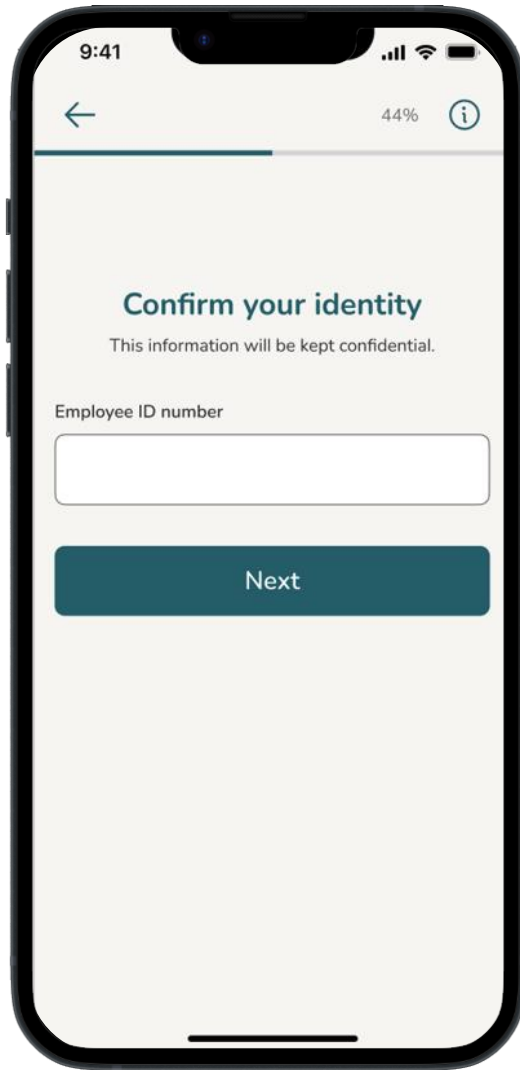 9:41
44%
Confirm your identity
This information will be kept confidential.
Employee ID number
Next